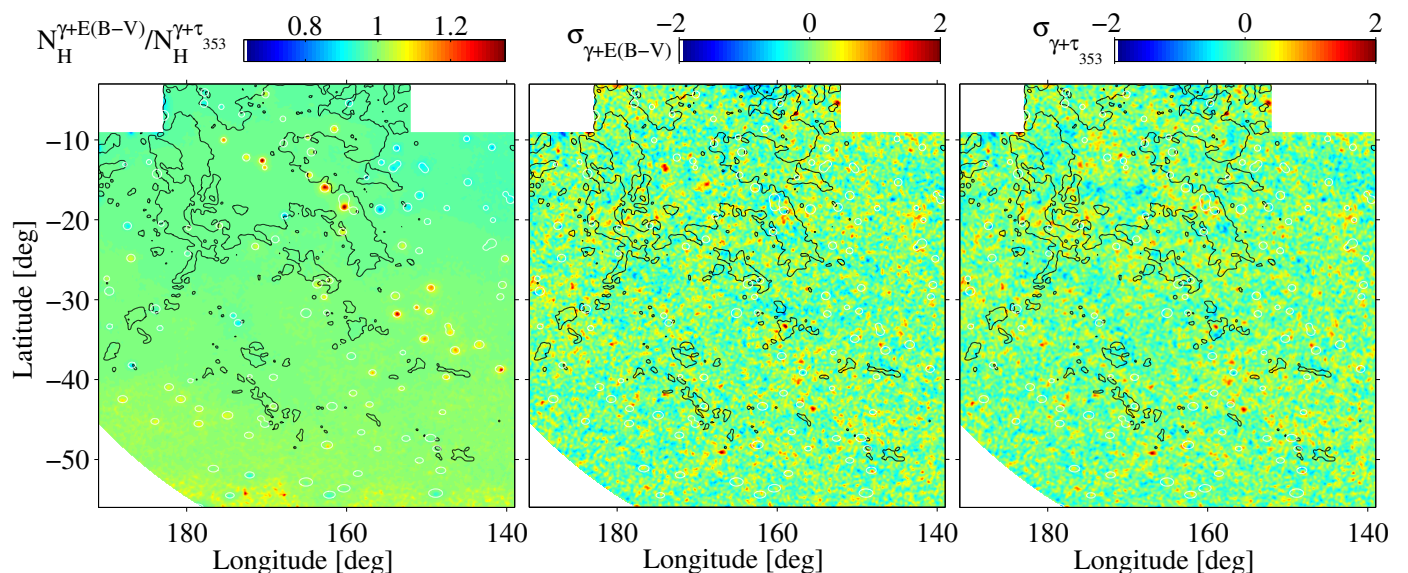 N_H^{γ+E(B−V)}/N_H^{γ+τ_353} 0.8 1 1.2
σ_{γ+E(B−V)} −2 0 2
σ_{γ+τ_353} −2 0 2
Latitude [deg]
−10
−20
−30
−40
−50
180 160 140
180 160 140
180 160 140
Longitude [deg]
Longitude [deg]
Longitude [deg]